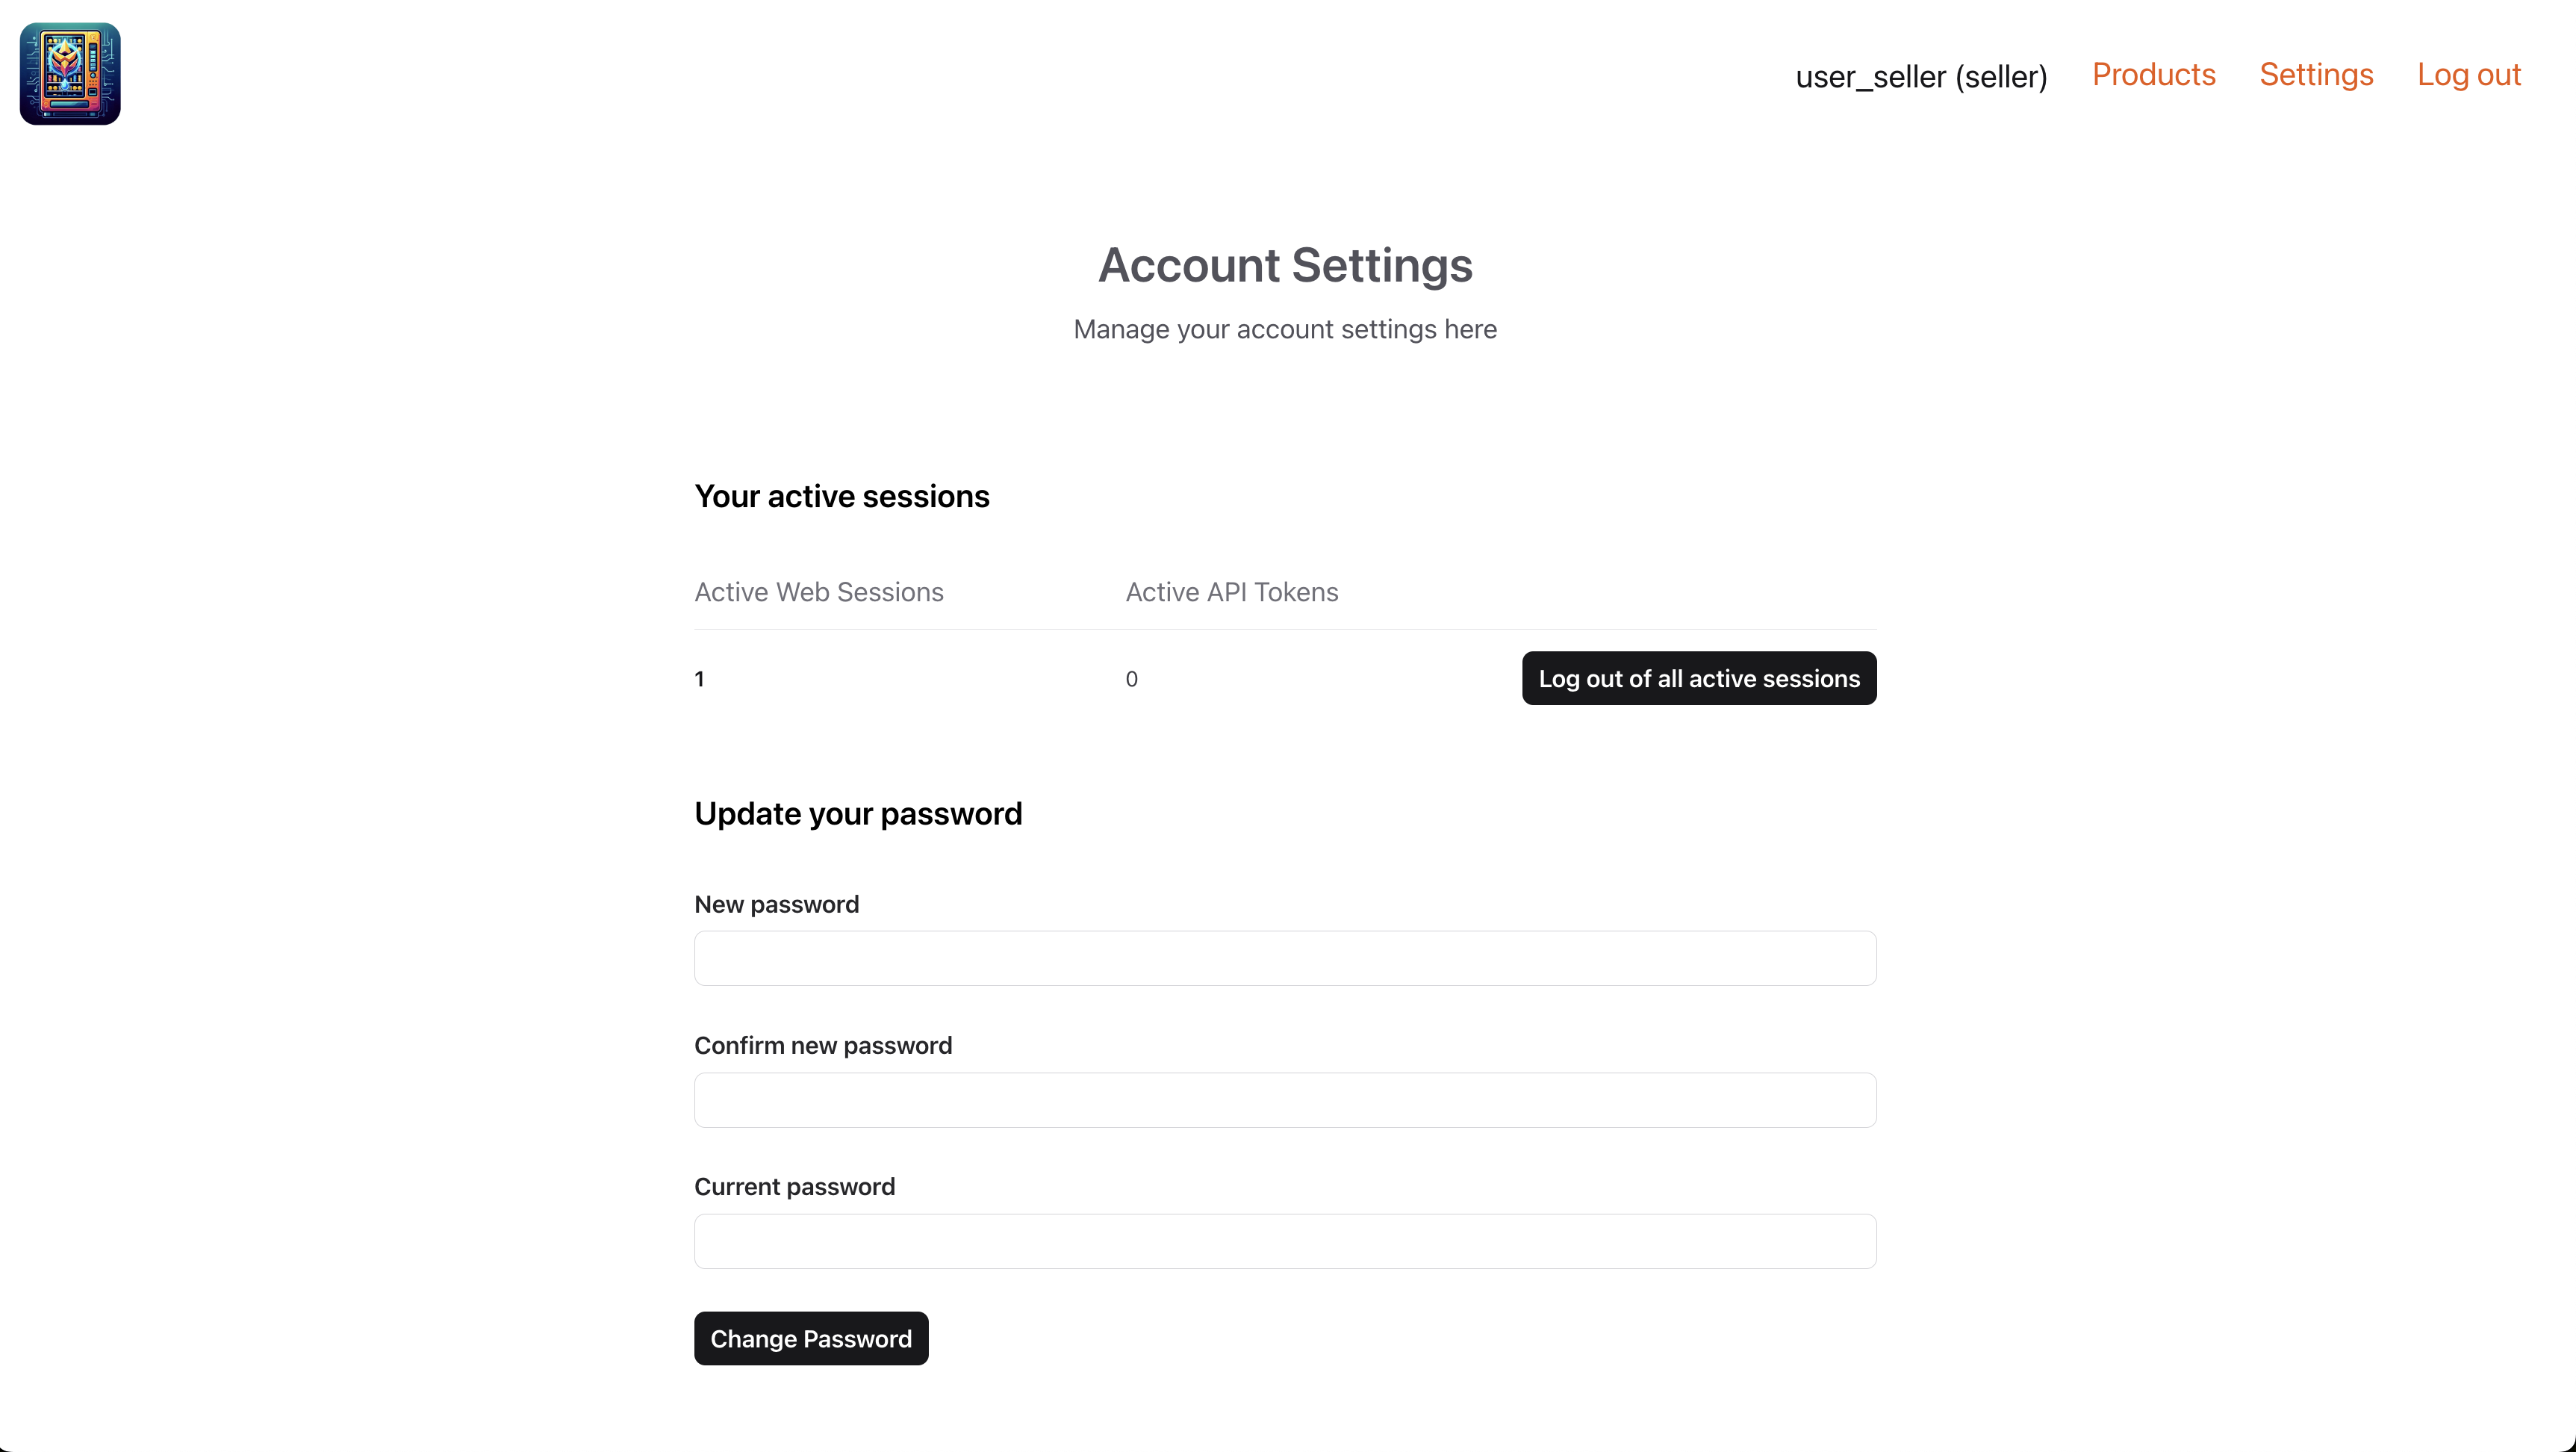 user_seller (seller) Products Settings Log out
Account Settings
Manage your account settings here
Your active sessions
Active Web Sessions Active API Tokens
1 0 Log out of all active sessions
Update your password
New password
Confirm new password
Current password
Change Password